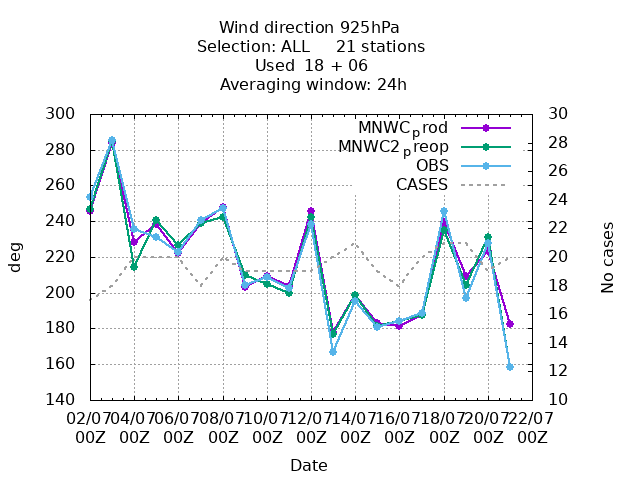 Wind direction 925hPa
Selection: ALL     21 stations
Used  18 + 06
Averaging window: 24h
300
280
260
240
220
200
180
160
140
30
28
26
24
22
20
18
16
14
12
10
MNWCprod
MNWC2preop
OBS
CASES
deg
No cases
02/07 04/07 06/07 08/07 10/07 12/07 14/07 16/07 18/07 20/07 22/07
00Z 00Z 00Z 00Z 00Z 00Z 00Z 00Z 00Z 00Z 00Z
Date